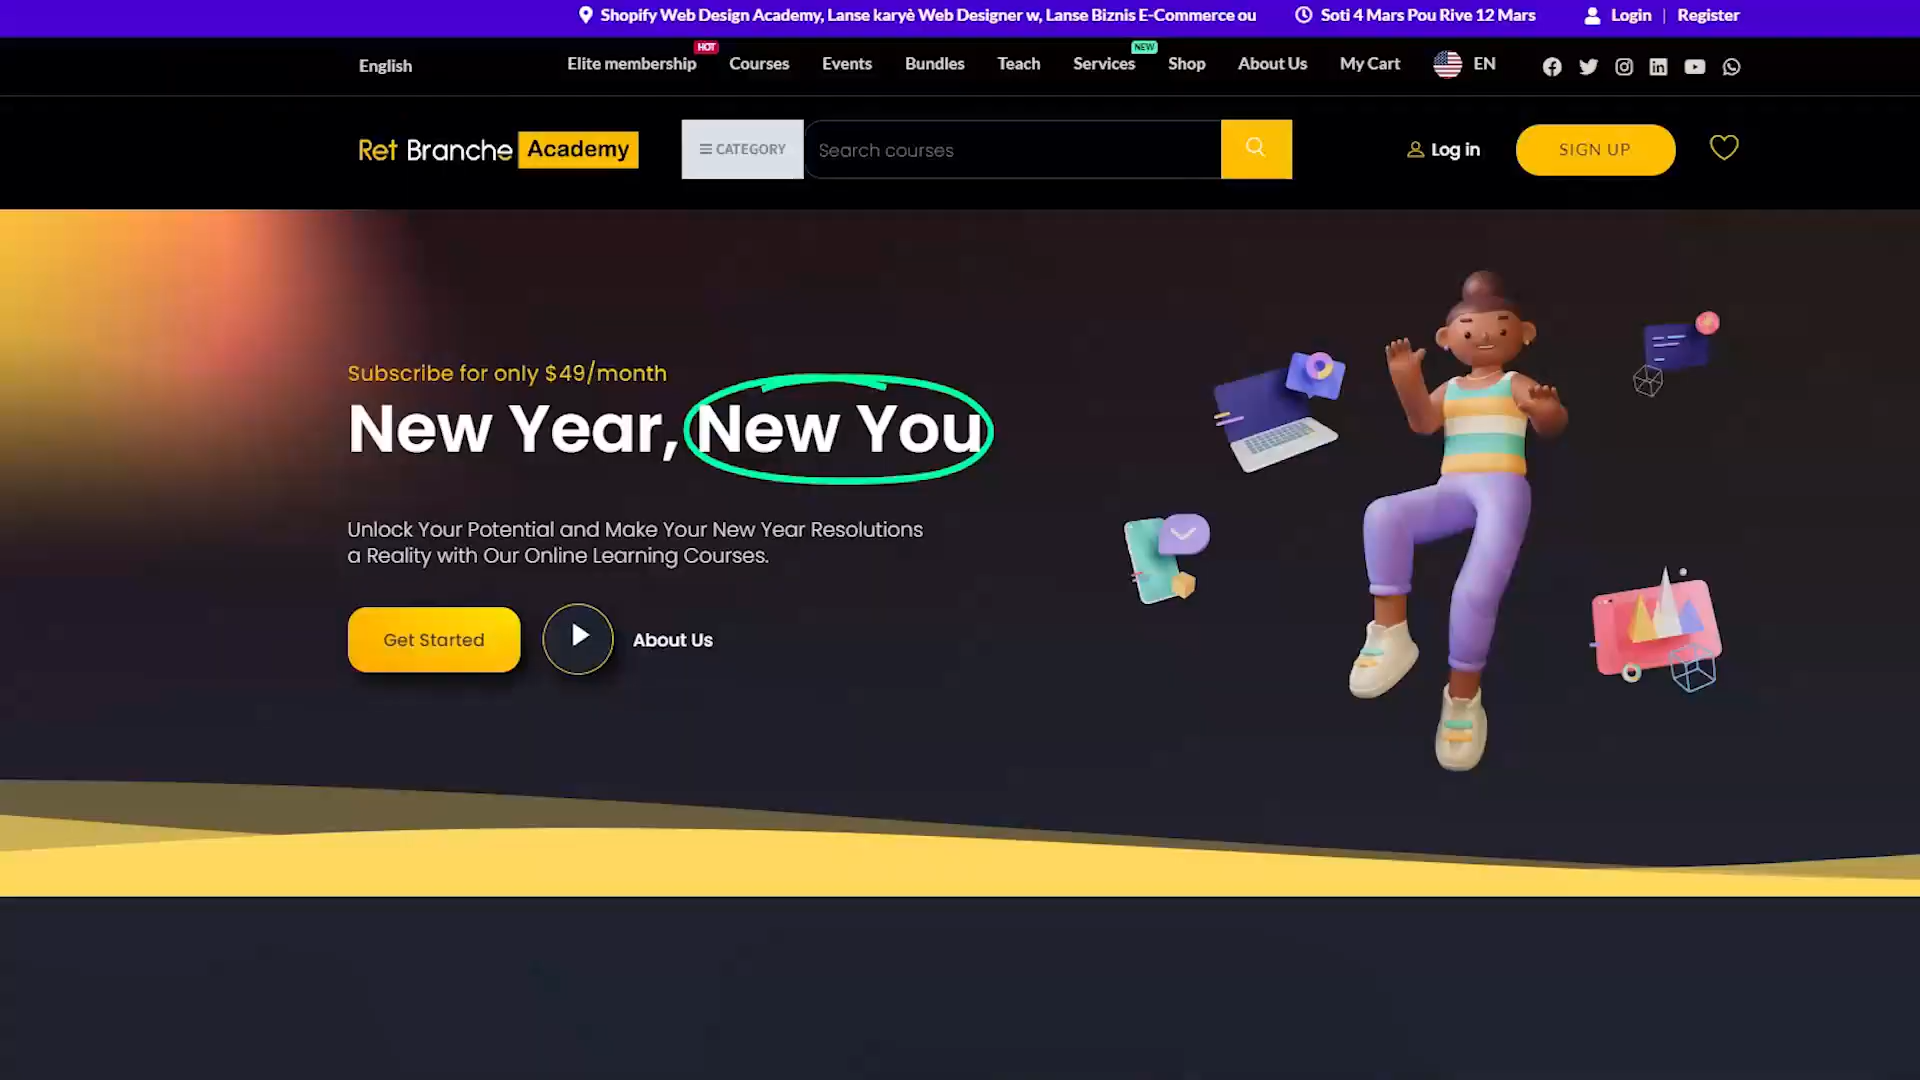 Shopify Web Design Academy, Lanse karyè Web Designer w, Lanse Biznis E-Commerce ou
Soti 4 Mars Pou Rive 12 Mars
Login | Register
English
Elite membership
HOT
Courses
Events
Bundles
Teach
Services
NEW
Shop
About Us
My Cart
EN
Ret Branche Academy
CATEGORY
Search courses
Log in
SIGN UP
Subscribe for only $49/month
New Year, New You
Unlock Your Potential and Make Your New Year Resolutions
a Reality with Our Online Learning Courses.
Get Started
About Us